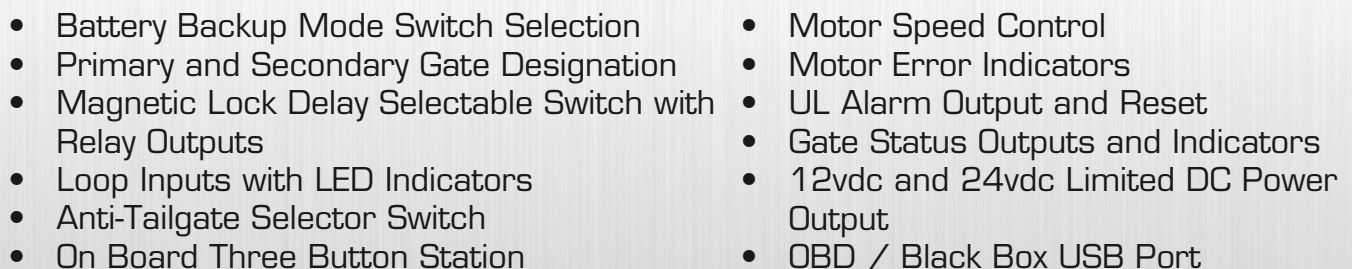 • Battery Backup Mode Switch Selection
• Primary and Secondary Gate Designation
• Magnetic Lock Delay Selectable Switch with
Relay Outputs
• Loop Inputs with LED Indicators
• Anti-Tailgate Selector Switch
• On Board Three Button Station
• Motor Speed Control
• Motor Error Indicators
• UL Alarm Output and Reset
• Gate Status Outputs and Indicators
• 12vdc and 24vdc Limited DC Power
Output
• OBD / Black Box USB Port